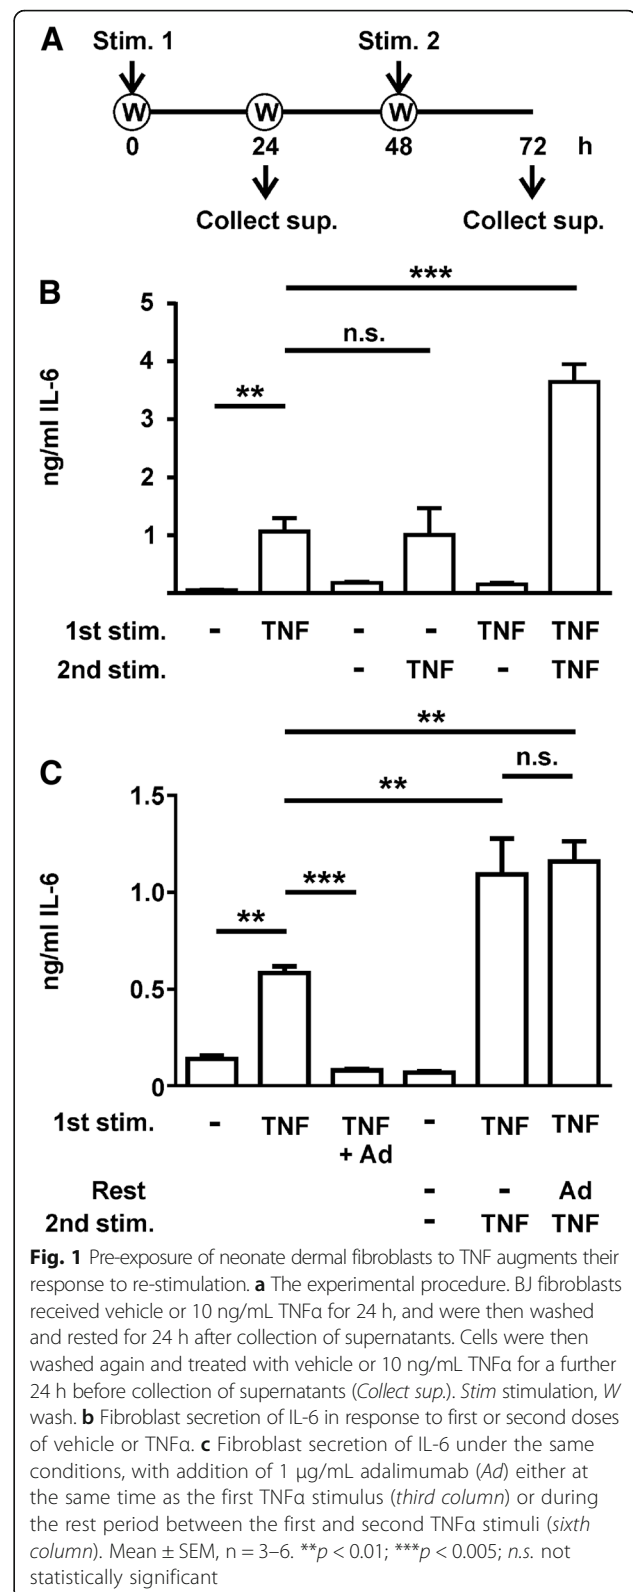 A Stim. 1 Stim. 2
W W W
0 24 48 72 h
Collect sup. Collect sup.
B
***
5
n.s.
4
**
3
2
1
ng/ml IL-6
1st stim. - TNF - - TNF TNF
2nd stim. - TNF - TNF
C
**
n.s.
**
1.5
***
1.0
**
0.5
0
ng/ml IL-6
1st stim. - TNF TNF - TNF TNF
+ Ad
Rest - - Ad
2nd stim. - TNF TNF
Fig. 1 Pre-exposure of neonate dermal fibroblasts to TNF augments their
response to re-stimulation. a The experimental procedure. BJ fibroblasts
received vehicle or 10 ng/mL TNFα for 24 h, and were then washed
and rested for 24 h after collection of supernatants. Cells were then
washed again and treated with vehicle or 10 ng/mL TNFα for a further
24 h before collection of supernatants (Collect sup.). Stim stimulation, W
wash. b Fibroblast secretion of IL-6 in response to first or second doses
of vehicle or TNFα. c Fibroblast secretion of IL-6 under the same
conditions, with addition of 1 μg/mL adalimumab (Ad) either at
the same time as the first TNFα stimulus (third column) or during
the rest period between the first and second TNFα stimuli (sixth
column). Mean ± SEM, n = 3–6. **p < 0.01; ***p < 0.005; n.s. not
statistically significant